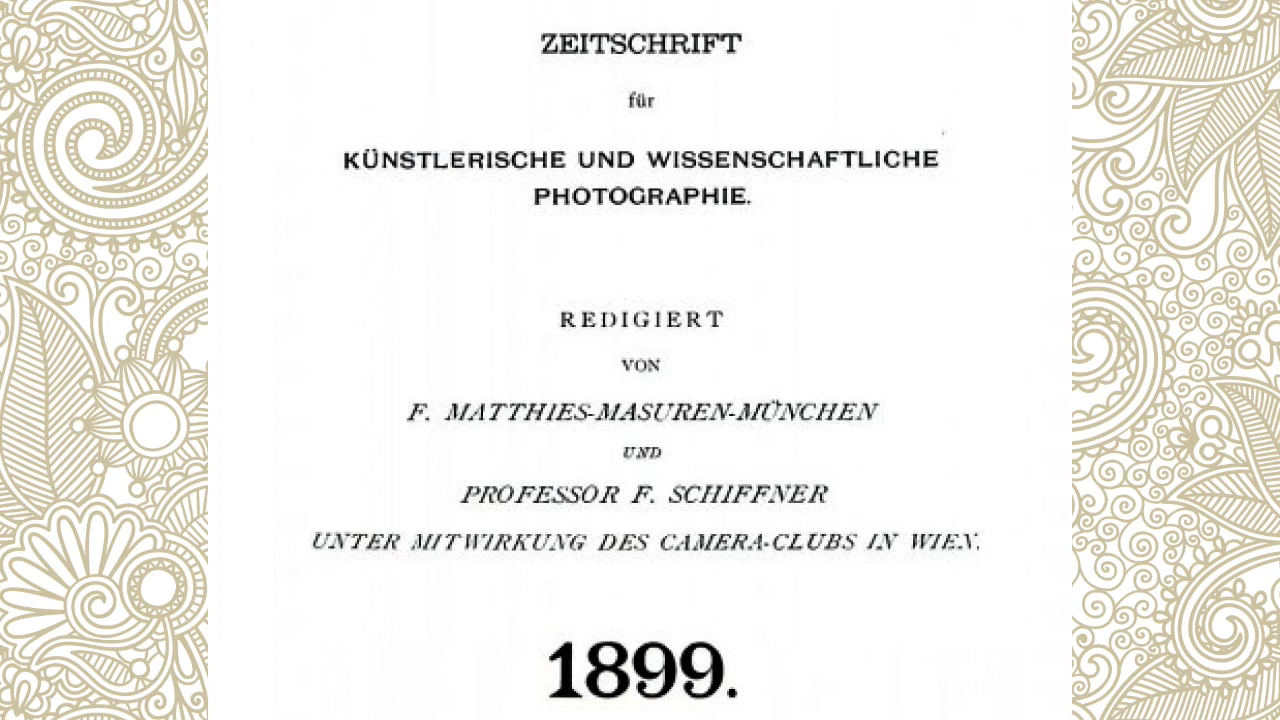 ZEITSCHRIFT
für
KÜNSTLERISCHE UND WISSENSCHAFTLICHE
PHOTOGRAPHIE.
REDIGIERT
VON
F. MATTHIES-MASUREN-MÜNCHEN
UND
PROFESSOR F. SCHIFFNER
UNTER MITWIRKUNG DES CAMERA-CLUBS IN WIEN.
1899.